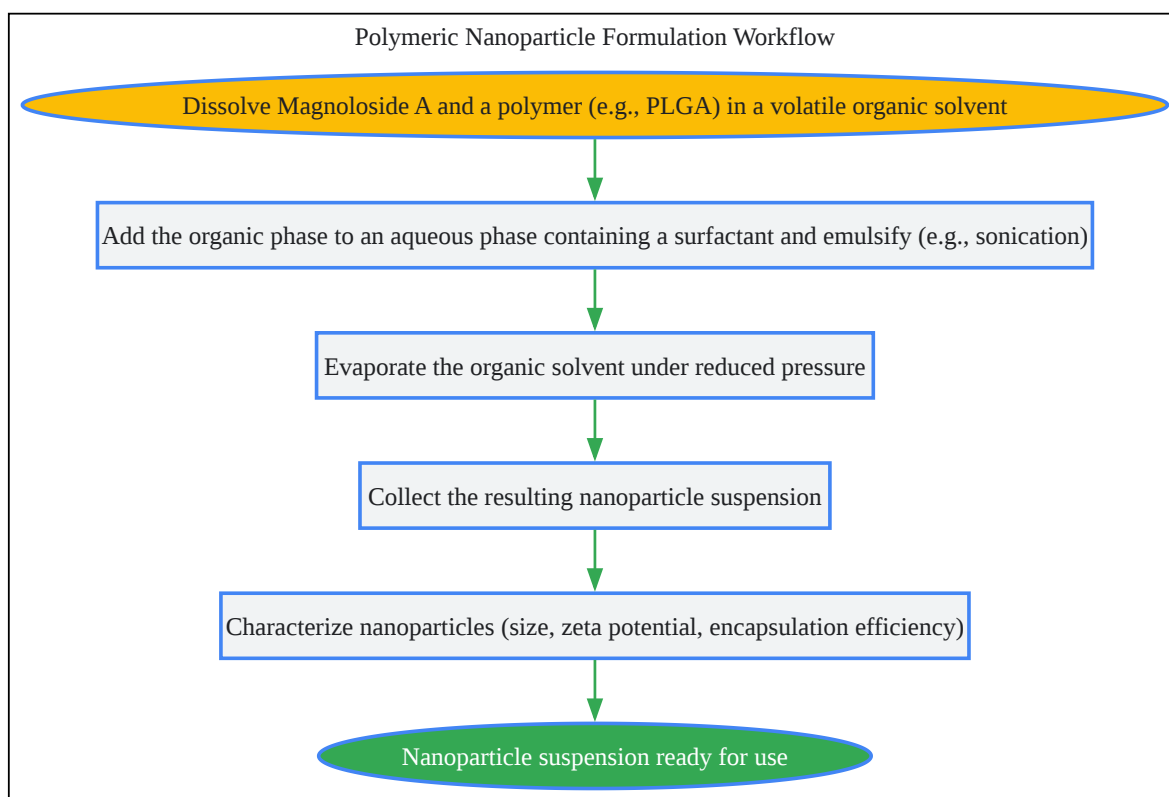 Polymeric Nanoparticle Formulation Workflow
Dissolve Magnoloside A and a polymer (e.g., PLGA) in a volatile organic solvent
Add the organic phase to an aqueous phase containing a surfactant and emulsify (e.g., sonication)
Evaporate the organic solvent under reduced pressure
Collect the resulting nanoparticle suspension
Characterize nanoparticles (size, zeta potential, encapsulation efficiency)
Nanoparticle suspension ready for use